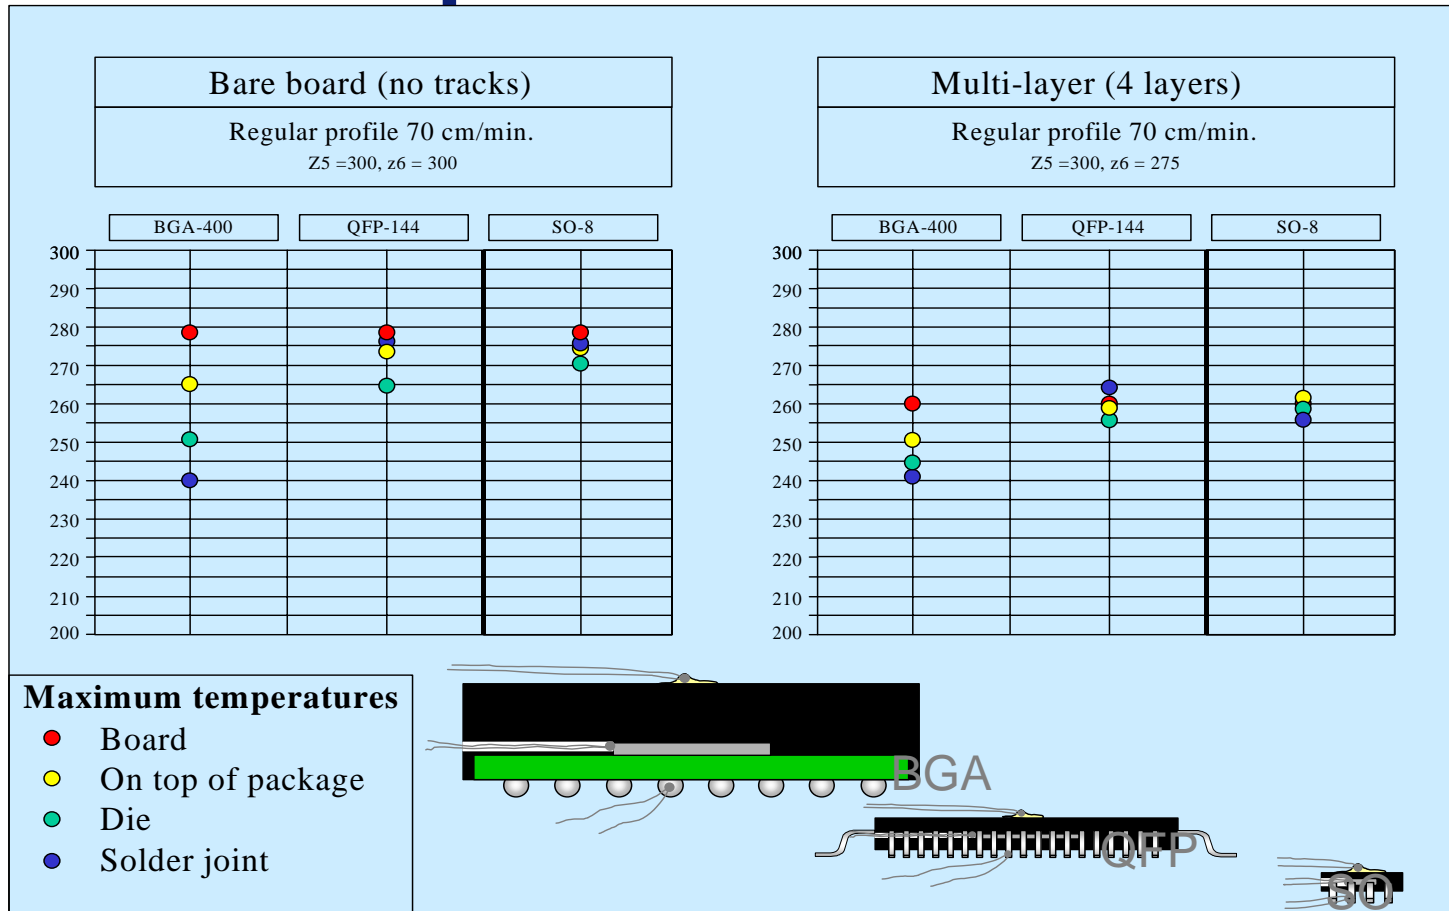 Bare board (no tracks)
Regular profile 70 cm/min.
Z5 =300, z6 = 300
BGA-400
QFP-144
SO-8
300
290
280
270
260
250
240
230
220
210
200
Multi-layer (4 layers)
Regular profile 70 cm/min.
Z5 =300, z6 = 275
BGA-400
QFP-144
SO-8
300
290
280
270
260
250
240
230
220
210
200
Maximum temperatures
Board
On top of package
Die
Solder joint
BGA
QFP
SO